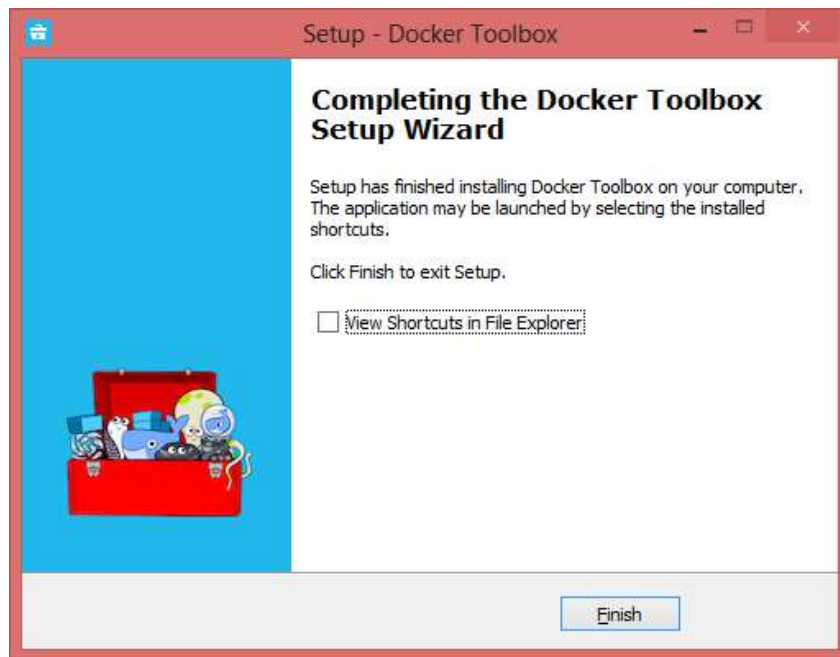 Setup - Docker Toolbox
Completing the Docker Toolbox
Setup Wizard
Setup has finished installing Docker Toolbox on your computer.
The application may be launched by selecting the installed
shortcuts.
Click Finish to exit Setup.
View Shortcuts in File Explorer
Finish